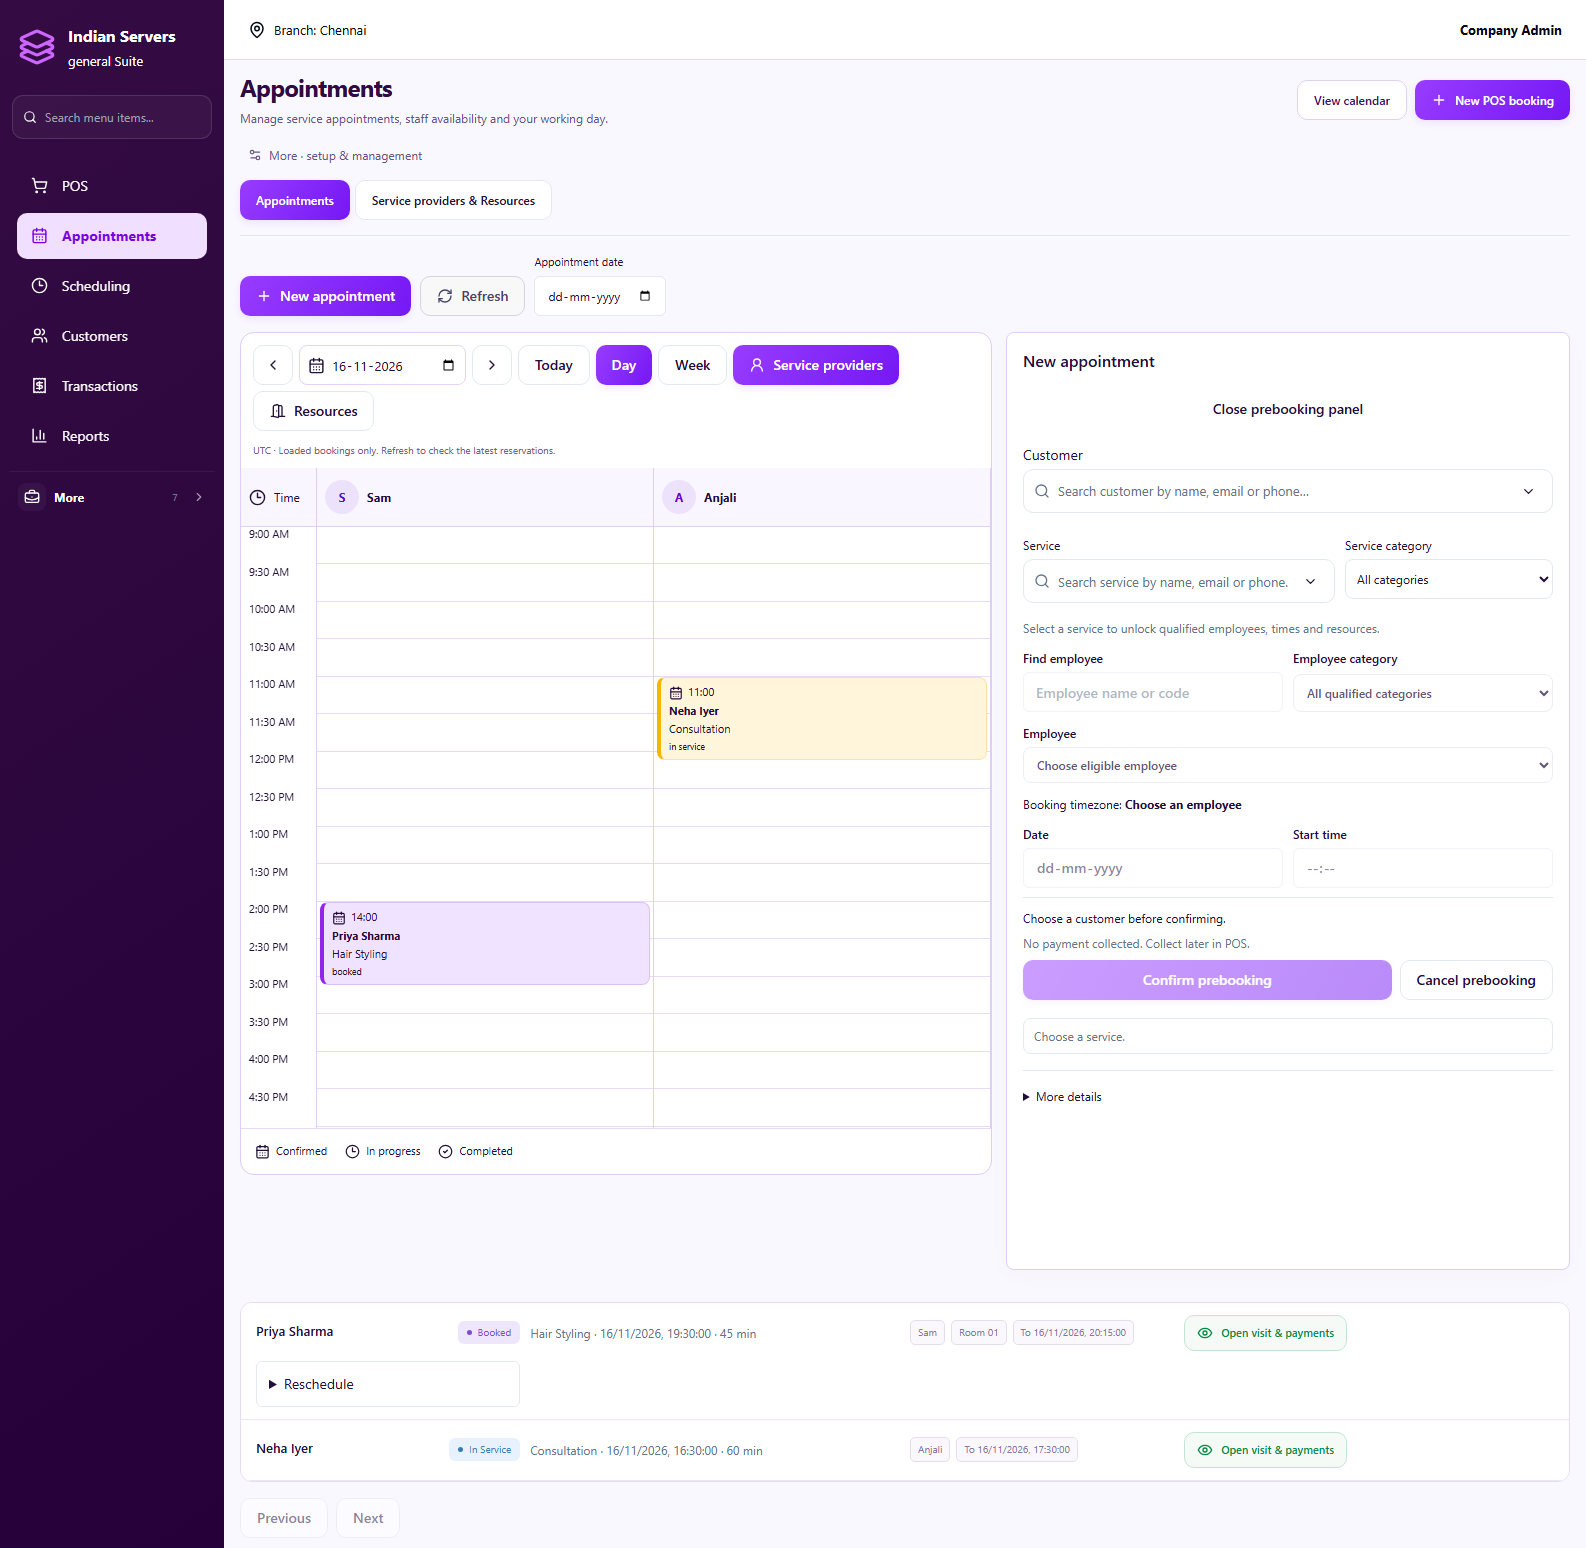 Indian Servers
general Suite
Search menu items...
POS
Appointments
Scheduling
Customers
Transactions
Reports
More 7
Branch: Chennai
Company Admin
Appointments
Manage service appointments, staff availability and your working day.
View calendar
New POS booking
More · setup & management
Appointments
Service providers & Resources
Appointment date
New appointment
Refresh
dd-mm-yyyy
16-11-2026
Today
Day
Week
Service providers
Resources
UTC · Loaded bookings only. Refresh to check the latest reservations.
Time
S Sam
A Anjali
9:00 AM
9:30 AM
10:00 AM
10:30 AM
11:00 AM
11:30 AM
12:00 PM
12:30 PM
1:00 PM
1:30 PM
2:00 PM
2:30 PM
3:00 PM
3:30 PM
4:00 PM
4:30 PM
11:00
Neha Iyer
Consultation
in service
14:00
Priya Sharma
Hair Styling
booked
Confirmed
In progress
Completed
New appointment
Close prebooking panel
Customer
Search customer by name, email or phone...
Service
Service category
Search service by name, email or phone.
All categories
Select a service to unlock qualified employees, times and resources.
Find employee
Employee category
Employee name or code
All qualified categories
Employee
Choose eligible employee
Booking timezone: Choose an employee
Date
Start time
dd-mm-yyyy
--:--
Choose a customer before confirming.
No payment collected. Collect later in POS.
Confirm prebooking
Cancel prebooking
Choose a service.
More details
Priya Sharma
Booked
Hair Styling · 16/11/2026, 19:30:00 · 45 min
Sam
Room 01
To 16/11/2026, 20:15:00
Open visit & payments
Reschedule
Neha Iyer
In Service
Consultation · 16/11/2026, 16:30:00 · 60 min
Anjali
To 16/11/2026, 17:30:00
Open visit & payments
Previous
Next